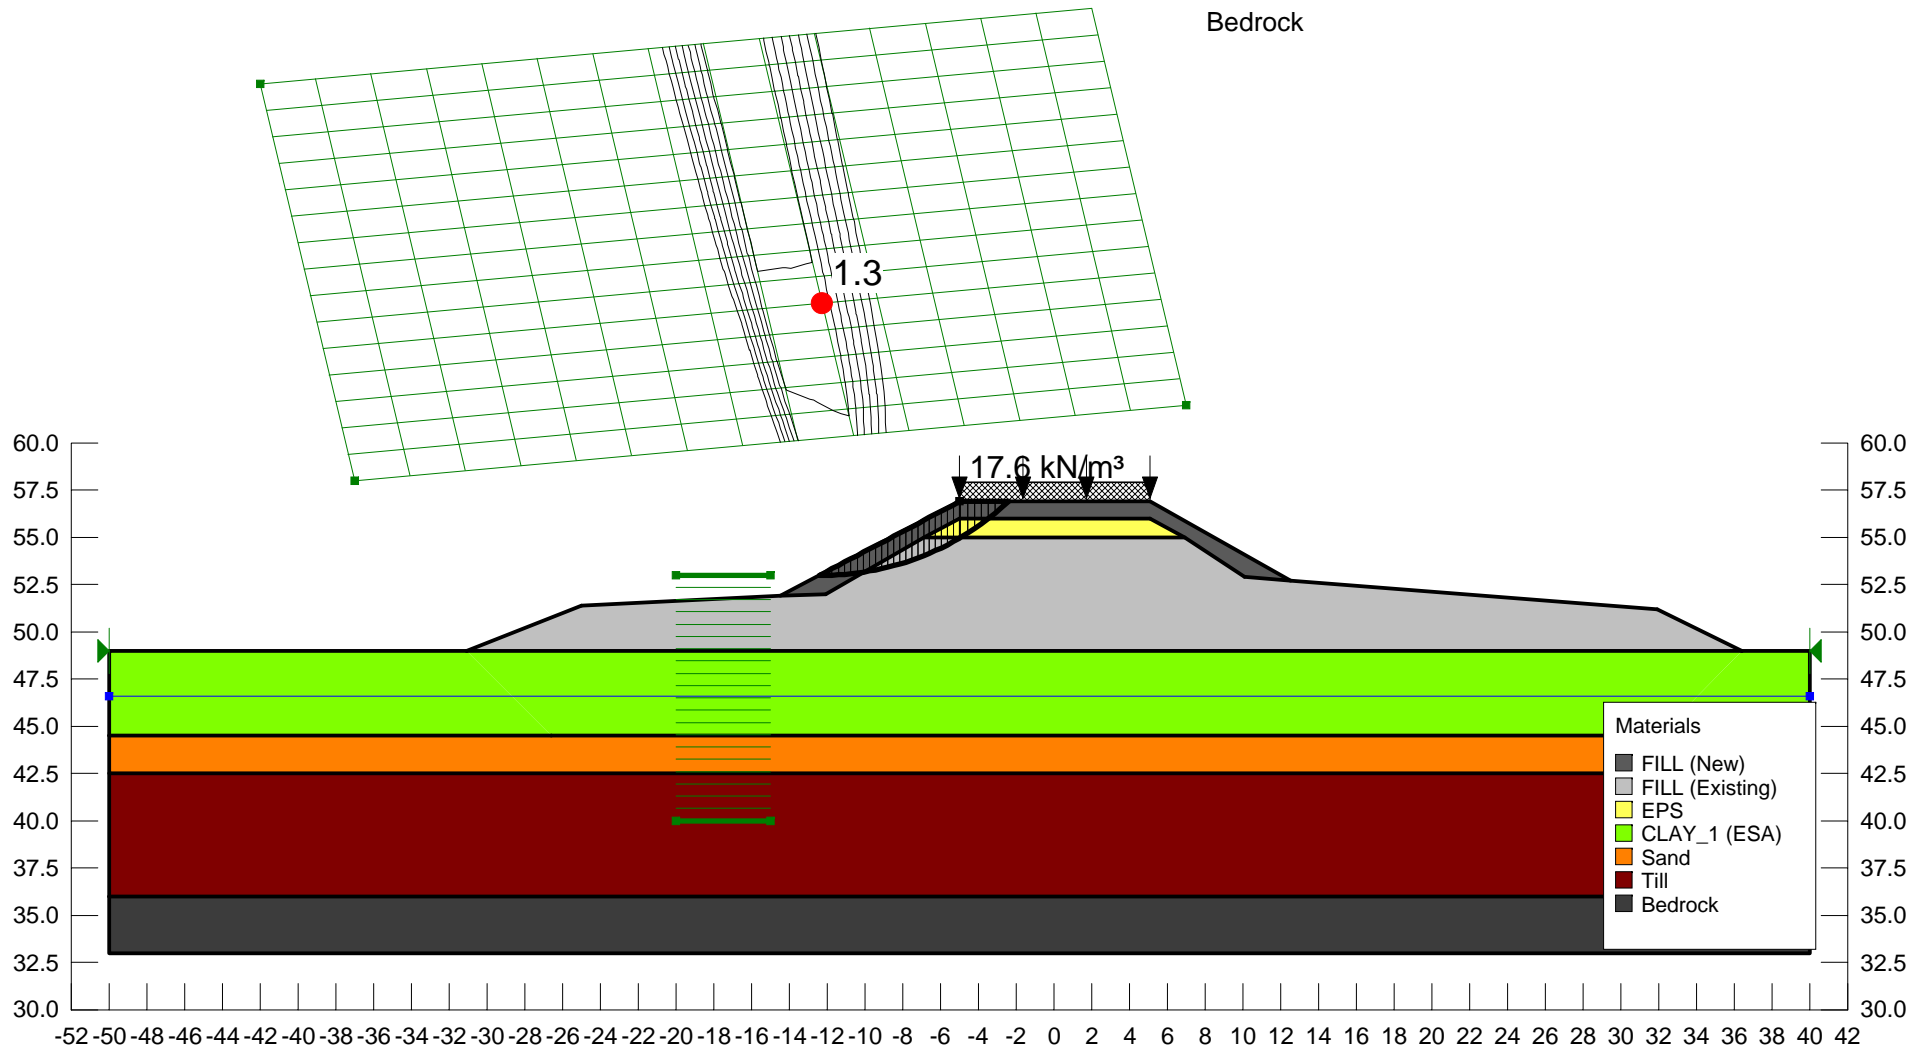 Bedrock
1.3
17.6 kN/m³
60.0
57.5
55.0
52.5
50.0
47.5
45.0
42.5
40.0
37.5
35.0
32.5
30.0
60.0
57.5
55.0
52.5
50.0
47.5
45.0
42.5
40.0
37.5
35.0
32.5
30.0
Materials
FILL (New)
FILL (Existing)
EPS
CLAY_1 (ESA)
Sand
Till
Bedrock
-52 -50 -48 -46 -44 -42 -40 -38 -36 -34 -32 -30 -28 -26 -24 -22 -20 -18 -16 -14 -12 -10 -8 -6 -4 -2 0 2 4 6 8 10 12 14 16 18 20 22 24 26 28 30 32 34 36 38 40 42